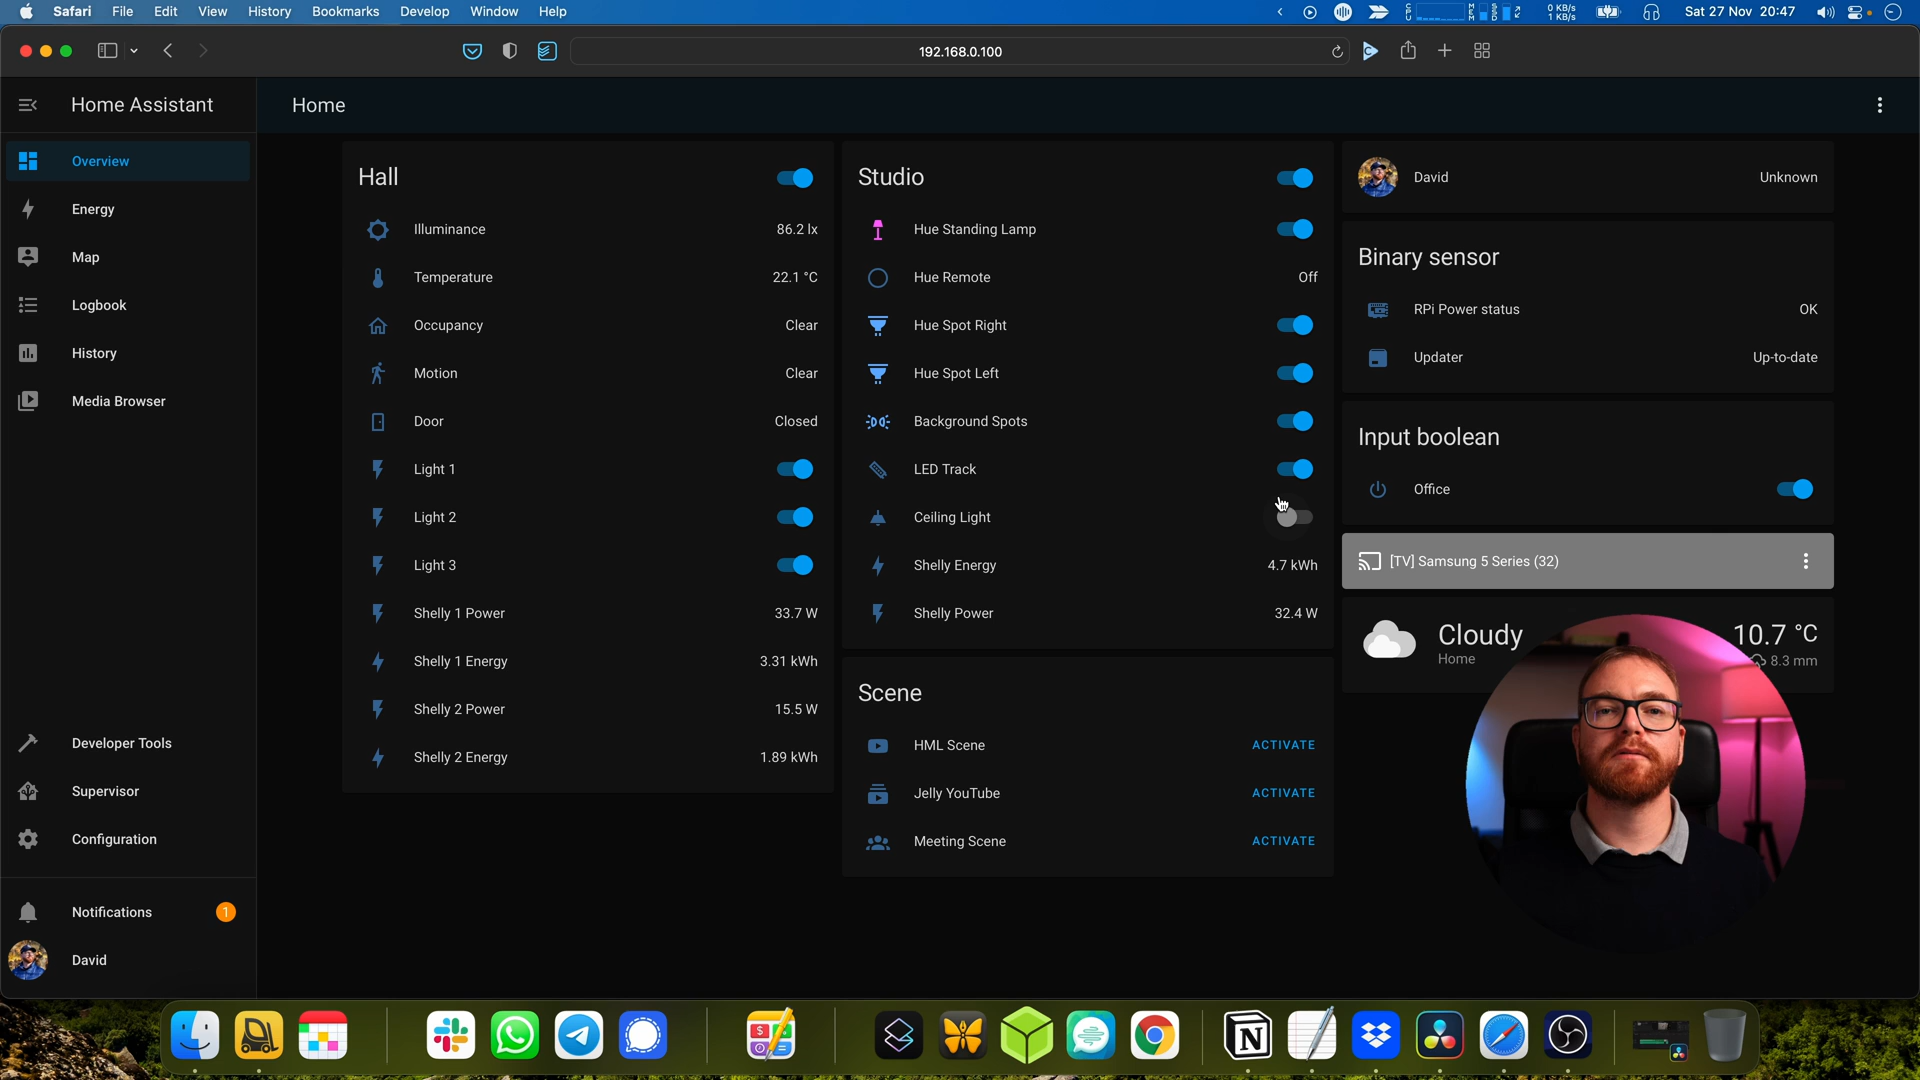 Safari File Edit View History Bookmarks Develop Window Help
0 KB/s
1 KB/s
Sat 27 Nov 20:47
192.168.0.100
Home Assistant
Home
Overview
Energy
Map
Logbook
History
Media Browser
Developer Tools
Supervisor
Configuration
Notifications 1
David
Hall
Illuminance 86.2 lx
Temperature 22.1 °C
Occupancy Clear
Motion Clear
Door Closed
Light 1
Light 2
Light 3
Shelly 1 Power 33.7 W
Shelly 1 Energy 3.31 kWh
Shelly 2 Power 15.5 W
Shelly 2 Energy 1.89 kWh
Studio
Hue Standing Lamp
Hue Remote Off
Hue Spot Right
Hue Spot Left
Background Spots
LED Track
Ceiling Light
Shelly Energy 4.7 kWh
Shelly Power 32.4 W
Scene
HML Scene ACTIVATE
Jelly YouTube ACTIVATE
Meeting Scene ACTIVATE
David Unknown
Binary sensor
RPi Power status OK
Updater Up-to-date
Input boolean
Office
[TV] Samsung 5 Series (32)
Cloudy 10.7 °C
Home 8.3 mm